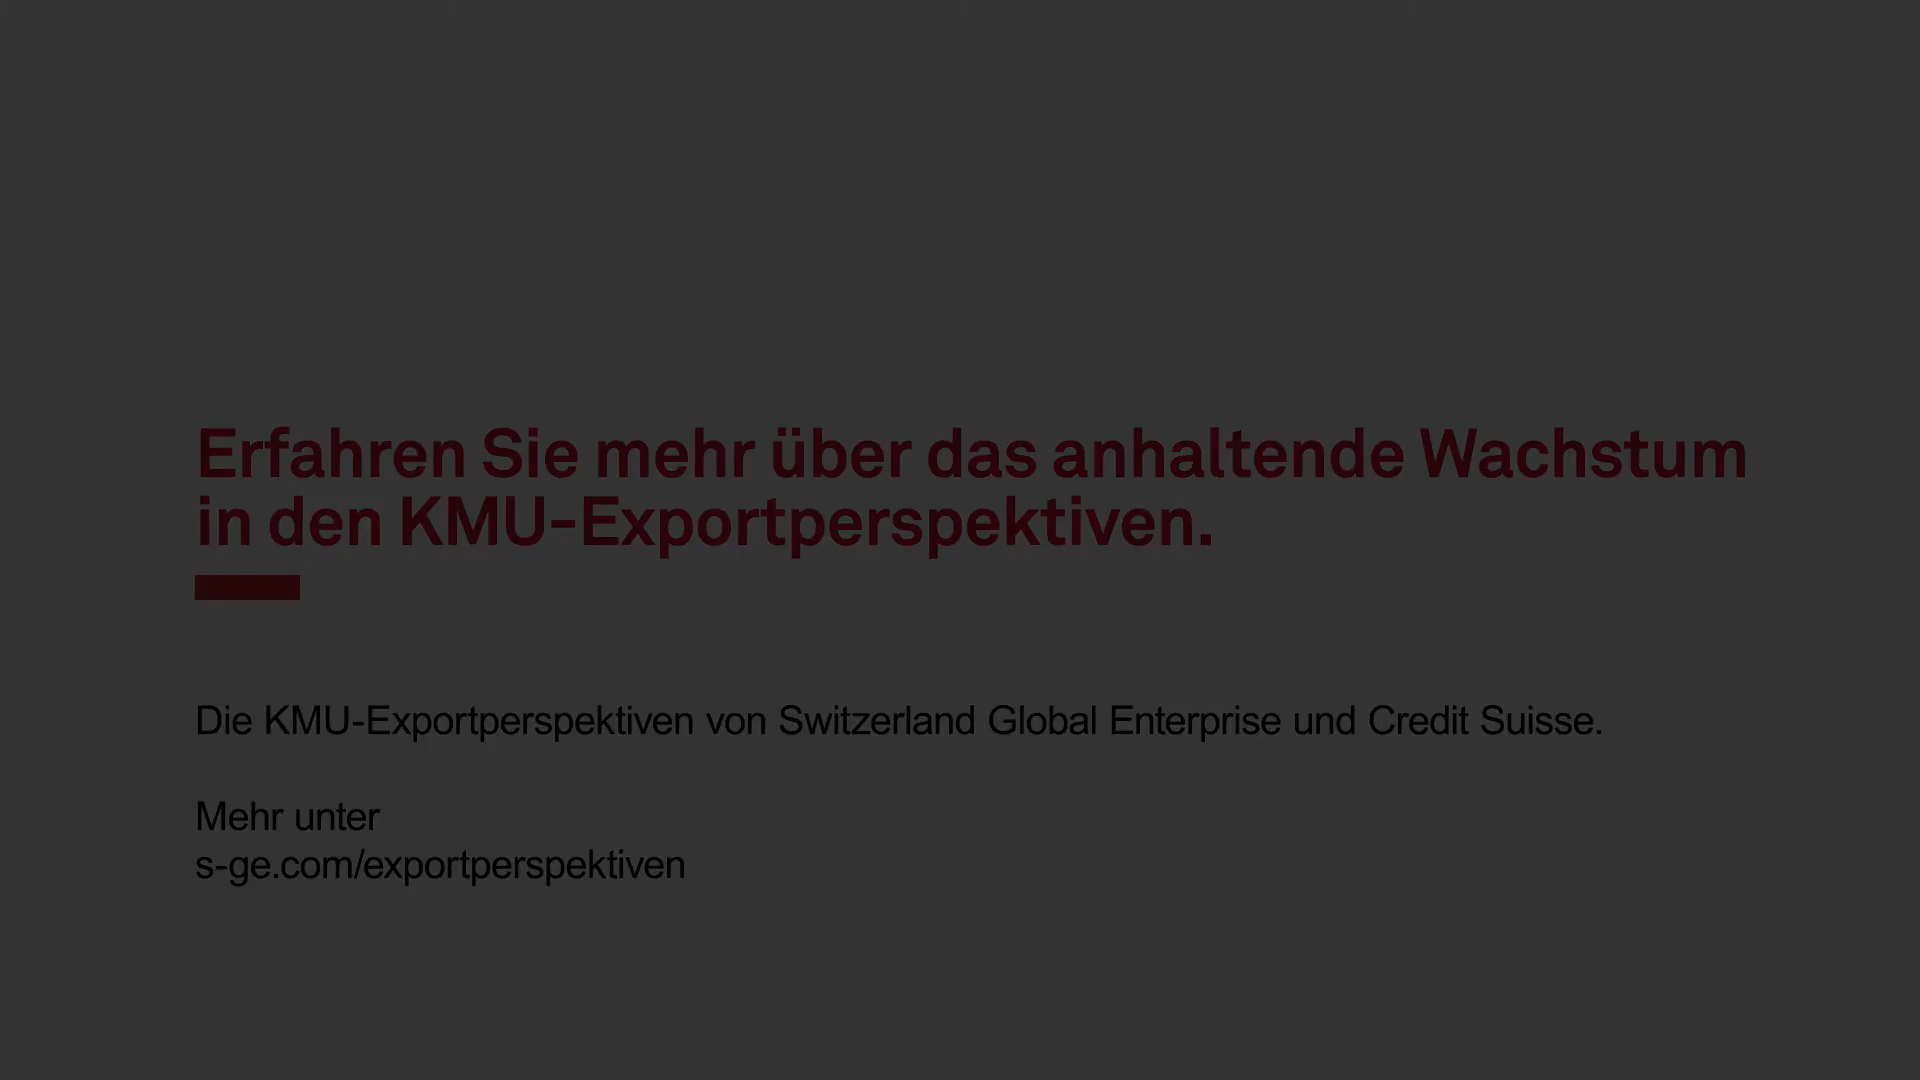 Erfahren Sie mehr über das anhaltende Wachstum
in den KMU-Exportperspektiven.
Die KMU-Exportperspektiven von Switzerland Global Enterprise und Credit Suisse.
Mehr unter
s-ge.com/exportperspektiven